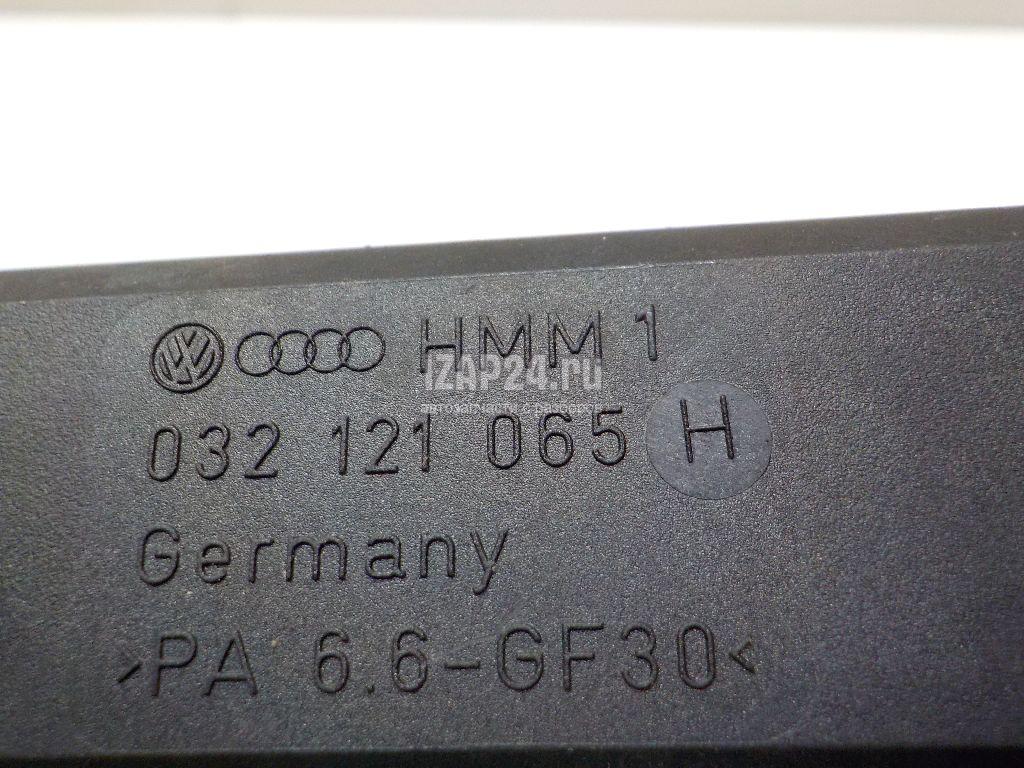 HMM 1
IZAP24.ru
032 121 065 H
Germany
>PA 6.6-GF30<